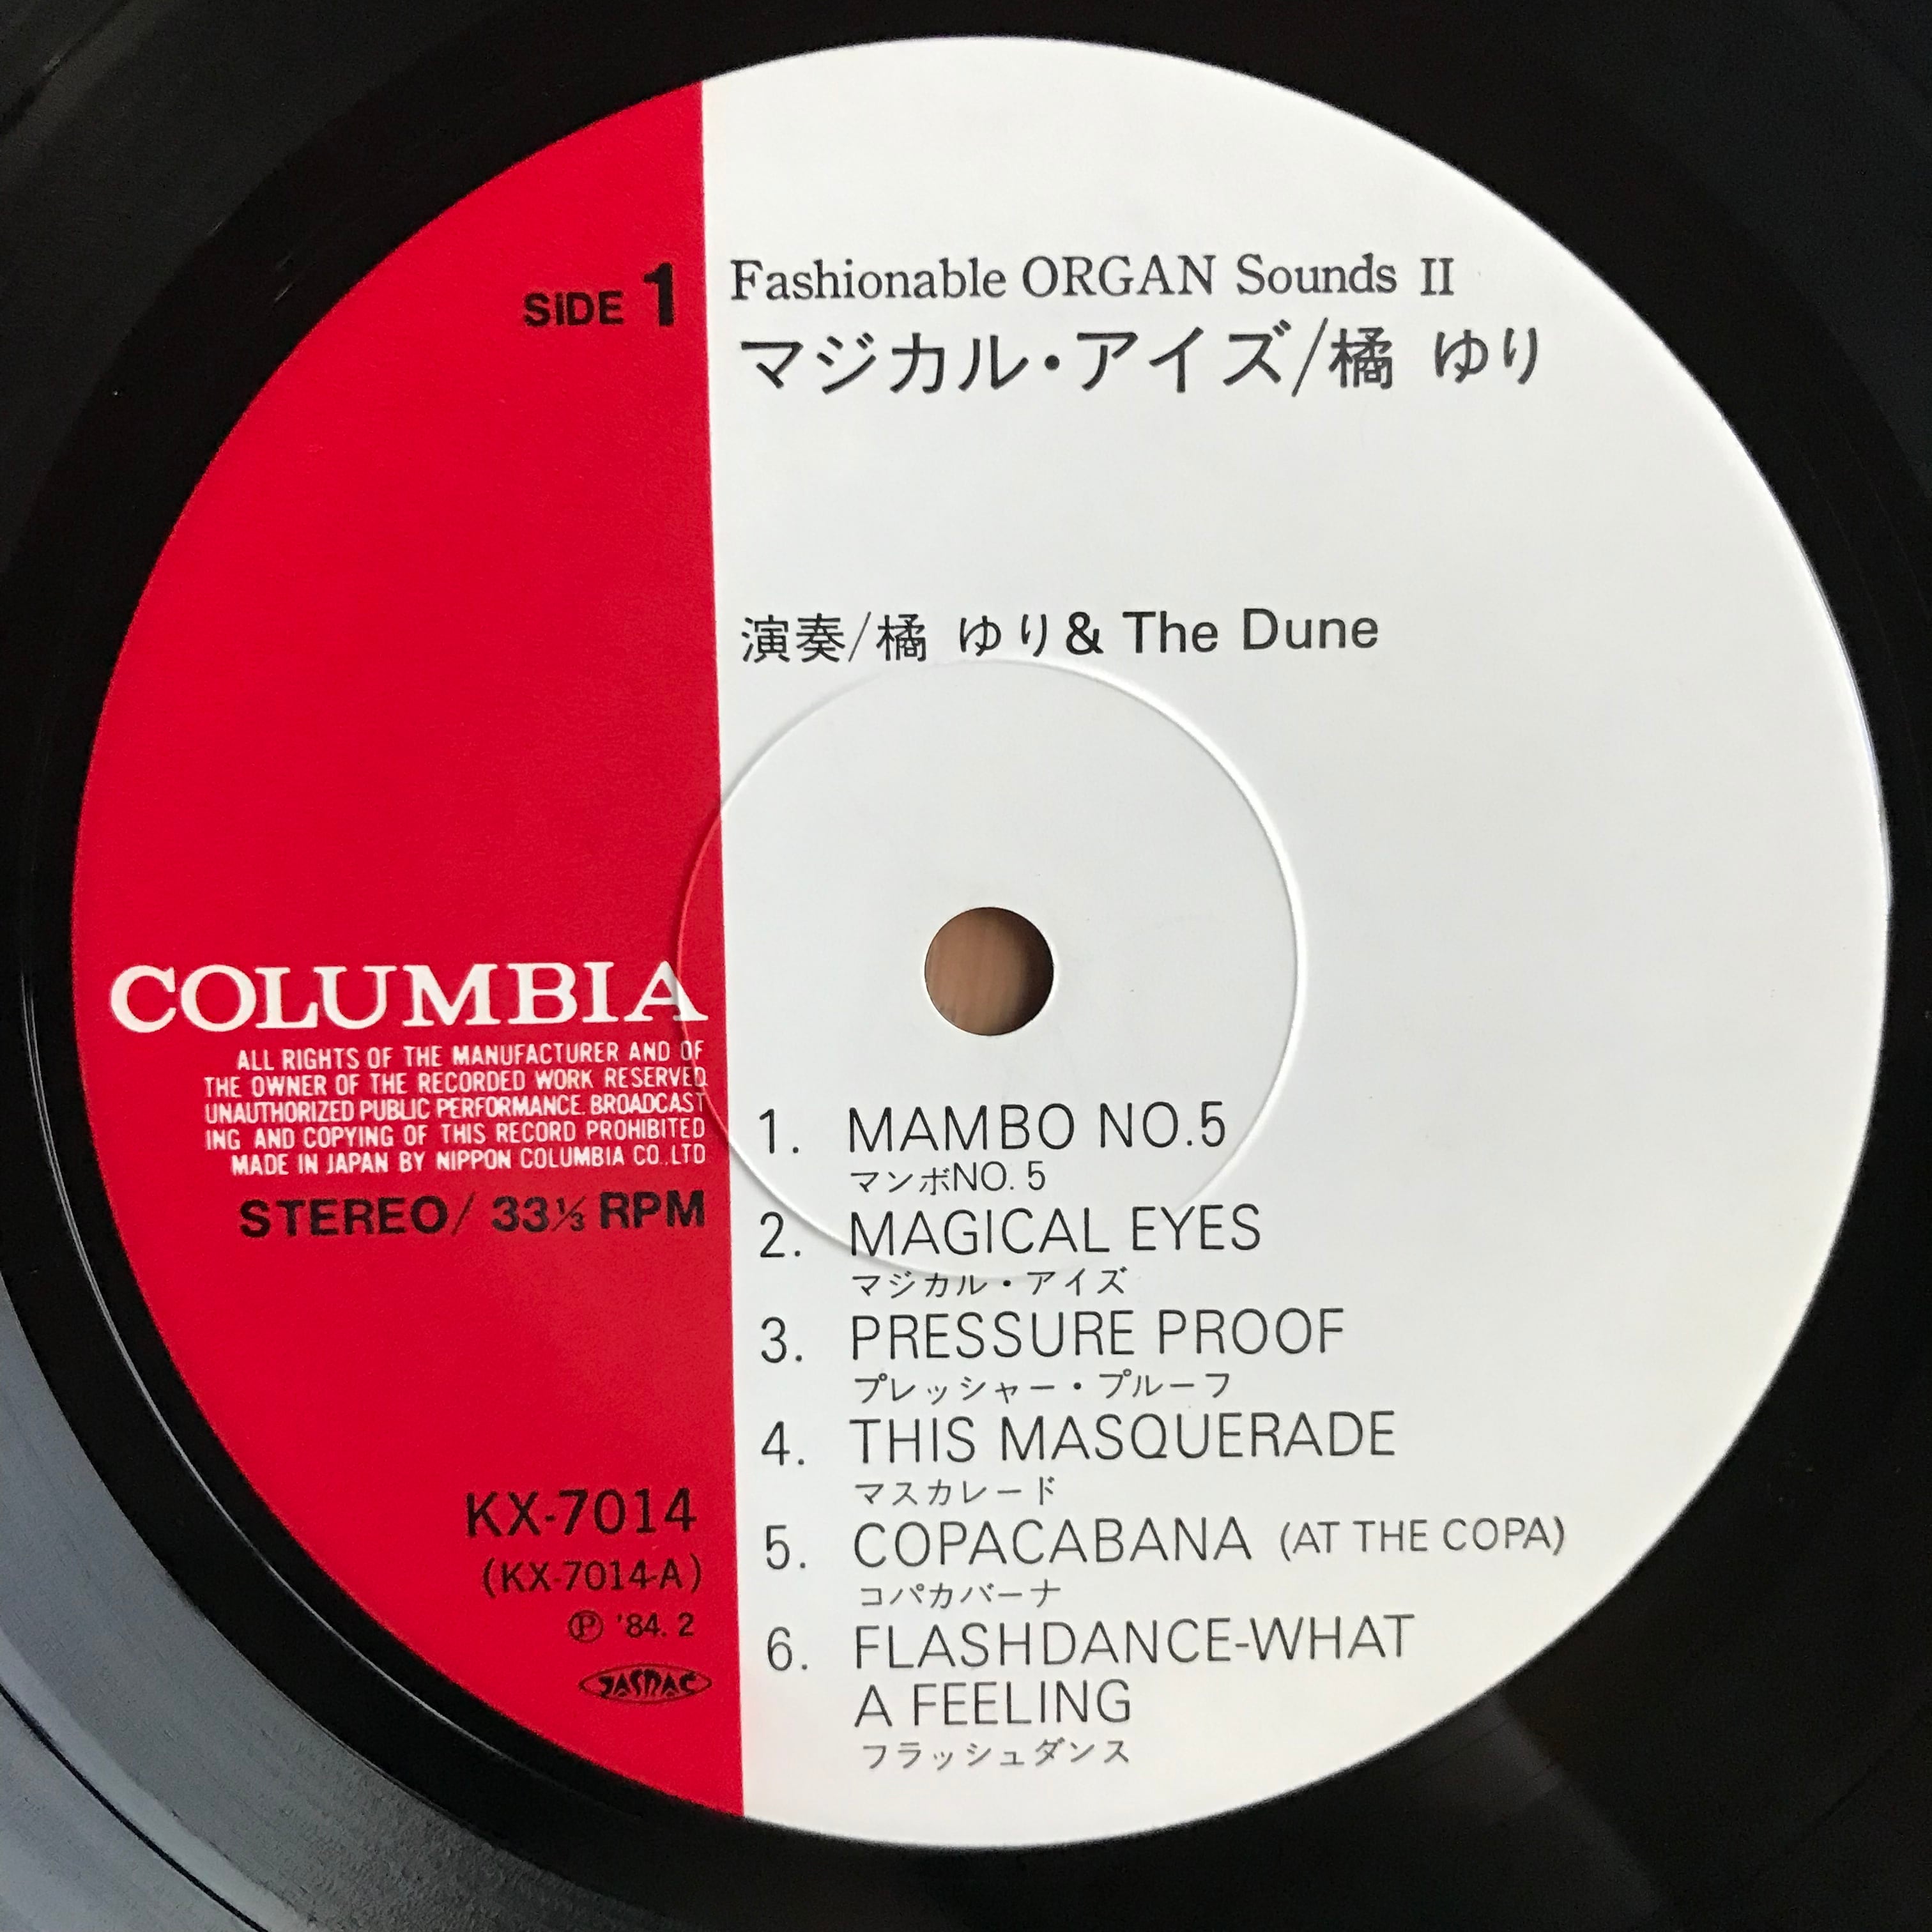 SIDE 1
Fashionable ORGAN Sounds II
マジカル・アイズ/橘 ゆり
演奏/橘 ゆり& The Dune
COLUMBIA
ALL RIGHTS OF THE MANUFACTURER AND OF
THE OWNER OF THE RECORDED WORK RESERVED
UNAUTHORIZED PUBLIC PERFORMANCE. BROADCAST
ING AND COPYING OF THIS RECORD PROHIBITED
MADE IN JAPAN BY NIPPON COLUMBIA CO.,LTD
STEREO/ 33⅓ RPM
KX-7014
(KX-7014-A)
Ⓟ '84. 2
JASRAC
1. MAMBO NO.5
マンボNO. 5
2. MAGICAL EYES
マジカル・アイズ
3. PRESSURE PROOF
プレッシャー・プルーフ
4. THIS MASQUERADE
マスカレード
5. COPACABANA (AT THE COPA)
コパカバーナ
6. FLASHDANCE-WHAT
A FEELING
フラッシュダンス